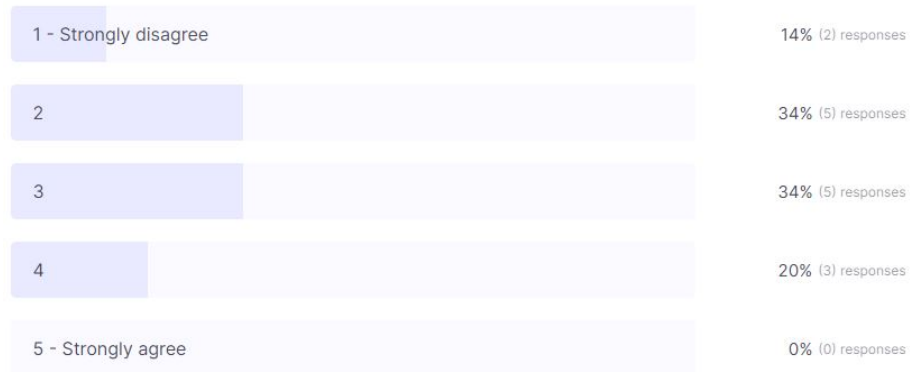 1 - Strongly disagree 14% (2) responses
2 34% (5) responses
3 34% (5) responses
4 20% (3) responses
5 - Strongly agree 0% (0) responses